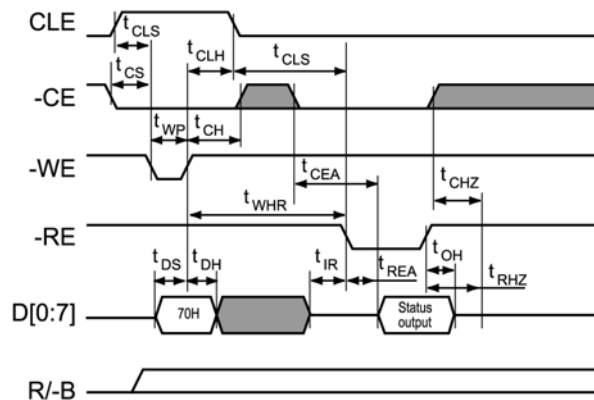 CLE
tCLS
tCLH
tCLS
tCS
-CE
tWP
tCH
-WE
tCEA
tCHZ
tWHR
-RE
tDS
tDH
tIR
tREA
tOH
tRHZ
D[0:7]
70H
Status
output
R/-B